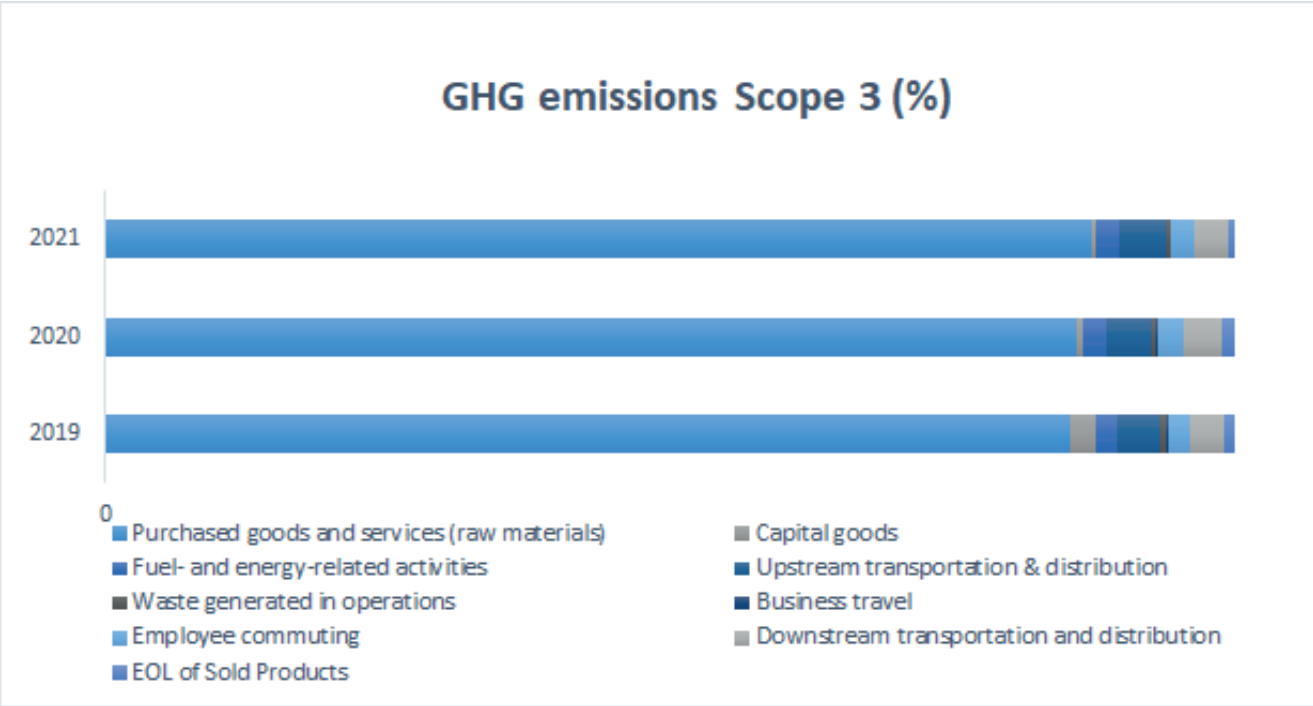 GHG emissions Scope 3 (%)
2021
2020
2019
0
Purchased goods and services (raw materials)
Capital goods
Fuel- and energy-related activities
Upstream transportation & distribution
Waste generated in operations
Business travel
Employee commuting
Downstream transportation and distribution
EOL of Sold Products